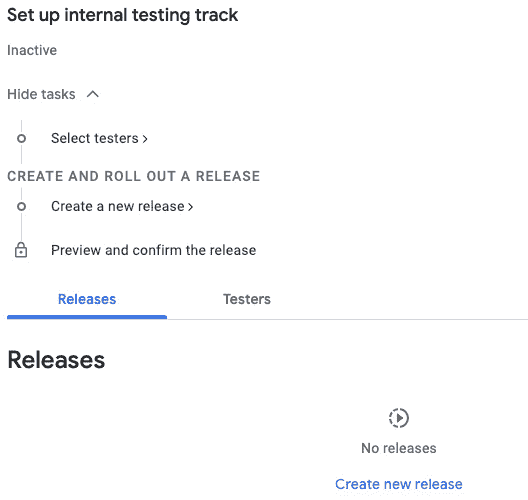 Set up internal testing track
Inactive
Hide tasks
Select testers
CREATE AND ROLL OUT A RELEASE
Create a new release
Preview and confirm the release
Releases Testers
Releases
No releases
Create new release